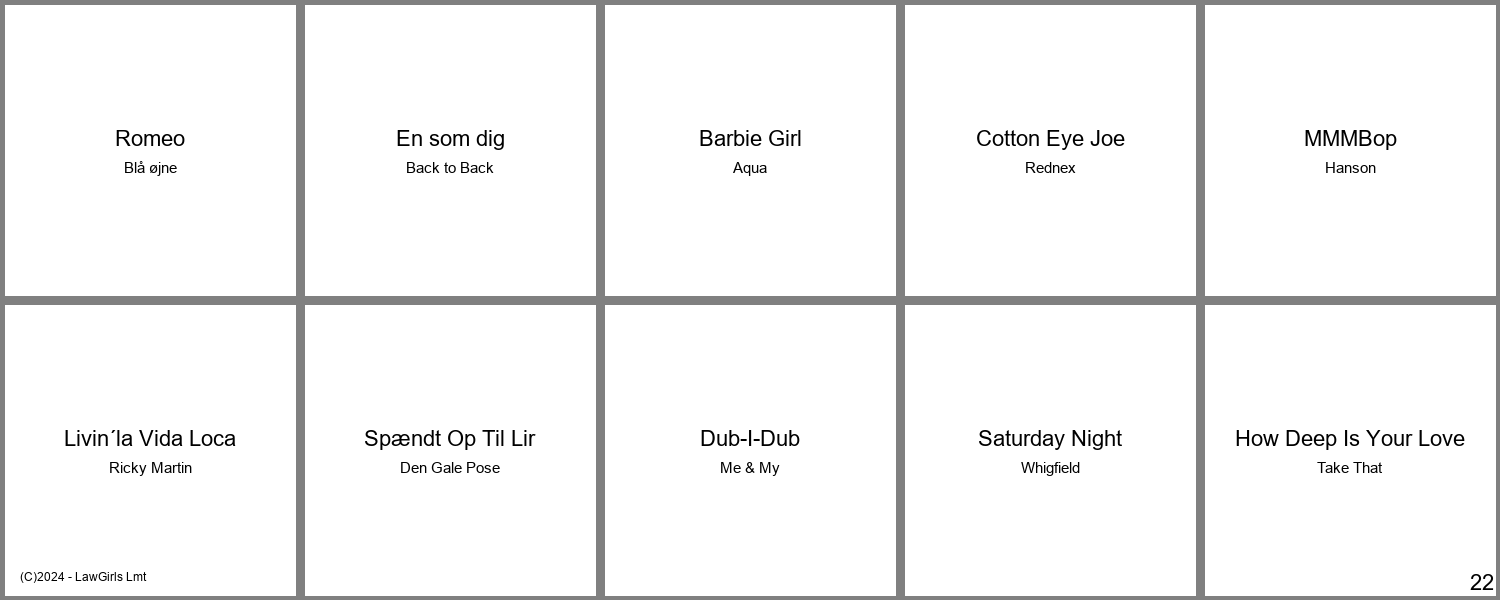 Romeo
Blå øjne
En som dig
Back to Back
Barbie Girl
Aqua
Cotton Eye Joe
Rednex
MMMBop
Hanson
Livin´la Vida Loca
Ricky Martin
Spændt Op Til Lir
Den Gale Pose
Dub-I-Dub
Me & My
Saturday Night
Whigfield
How Deep Is Your Love
Take That
(C)2024 - LawGirls Lmt
22